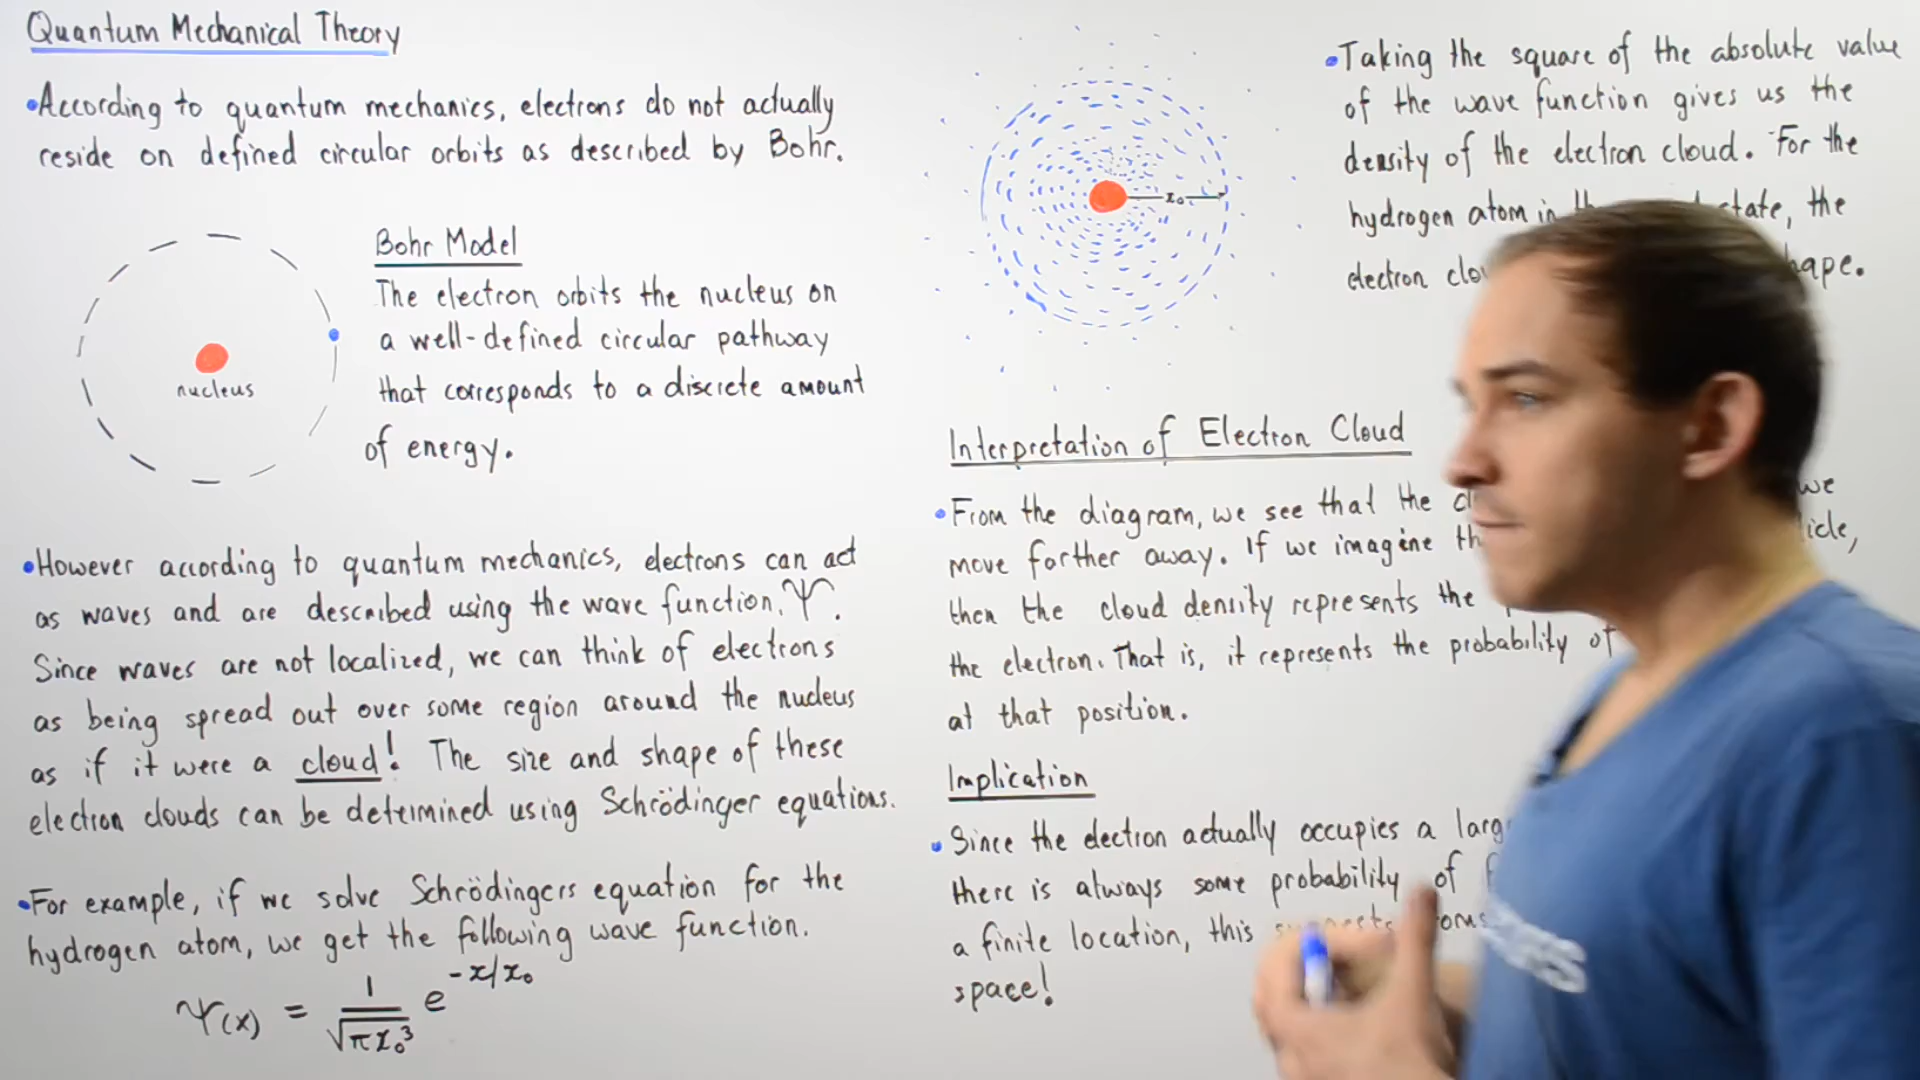 Quantum Mechanical Theory
•According to quantum mechanics, electrons do not actually
reside on defined circular orbits as described by Bohr.
nucleus
Bohr Model
The electron orbits the nucleus on
a well-defined circular pathway
that corresponds to a discrete amount
of energy.
•However according to quantum mechanics, electrons can act
as waves and are described using the wave function, Ψ.
Since waves are not localized, we can think of electrons
as being spread out over some region around the nucleus
as if it were a cloud! The size and shape of these
electron clouds can be determined using Schrödinger equations.
•For example, if we solve Schrödingers equation for the
hydrogen atom, we get the following wave function.
Ψ(x) = 1/√πx₀³ e^-x/x₀
x₀
•Taking the square of the absolute value
of the wave function gives us the
density of the electron cloud. For the
hydrogen atom in state, the
electron
Interpretation of Electron Cloud
•From the diagram, we see that the we
move farther away. If we imagine
then the cloud density represents the
the electron. That is, it represents the probability of
at that position.
Implication
•Since the electron actually occupies a
there is always some probability of
a finite location, this
space!